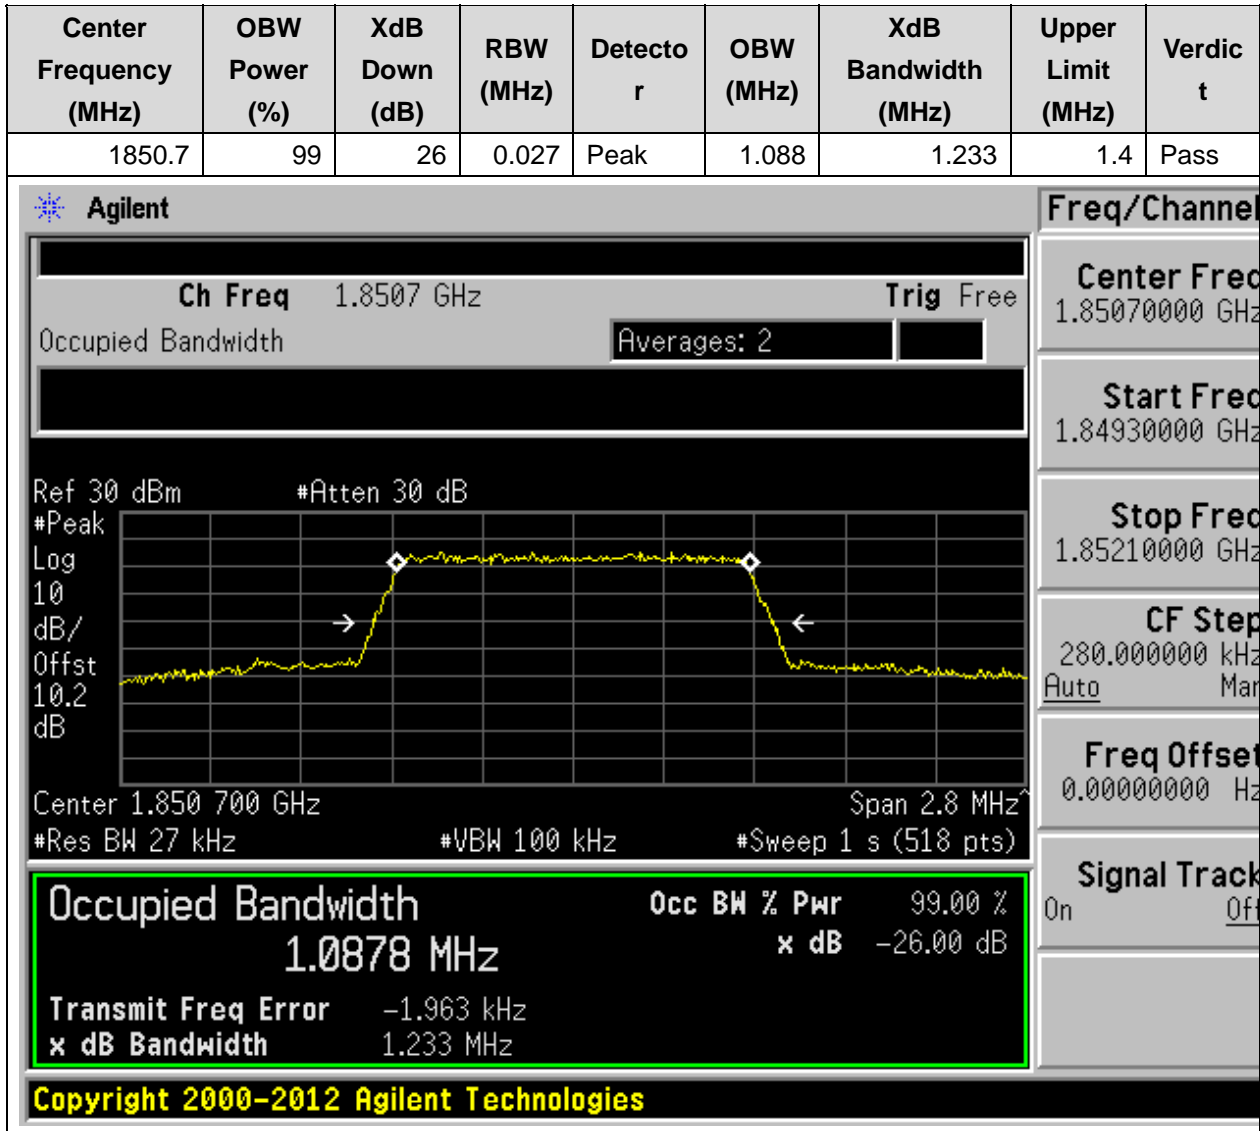 Center Frequency (MHz) OBW Power (%) XdB Down (dB) RBW (MHz) Detector OBW (MHz) XdB Bandwidth (MHz) Upper Limit (MHz) Verdict
1850.7 99 26 0.027 Peak 1.088 1.233 1.4 Pass
Agilent
Freq/Channel
Ch Freq 1.8507 GHz Trig Free
Occupied Bandwidth Averages: 2
Center Freq
1.85070000 GHz
Start Freq
1.84930000 GHz
Stop Freq
1.85210000 GHz
CF Step
280.000000 kHz
Auto Man
Freq Offset
0.00000000 Hz
Signal Track
On Off
Ref 30 dBm #Atten 30 dB
#Peak
Log
10
dB/
Offst
10.2
dB
Center 1.850 700 GHz Span 2.8 MHz^
#Res BW 27 kHz #VBW 100 kHz #Sweep 1 s (518 pts)
Occupied Bandwidth
1.0878 MHz
Occ BW % Pwr 99.00 %
x dB -26.00 dB
Transmit Freq Error -1.963 kHz
x dB Bandwidth 1.233 MHz
Copyright 2000-2012 Agilent Technologies